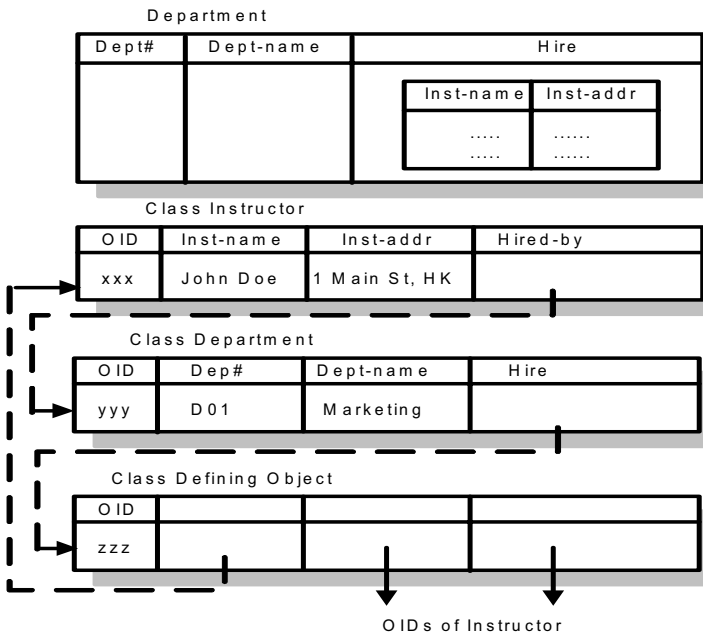 Department
Dept# Dept-name Hire
Inst-name Inst-addr
..... ......
..... ......
Class Instructor
OID Inst-name Inst-addr Hired-by
xxx John Doe 1 Main St, HK
Class Department
OID Dep# Dept-name Hire
yyy D01 Marketing
Class Defining Object
OID
zzz
OIDs of Instructor